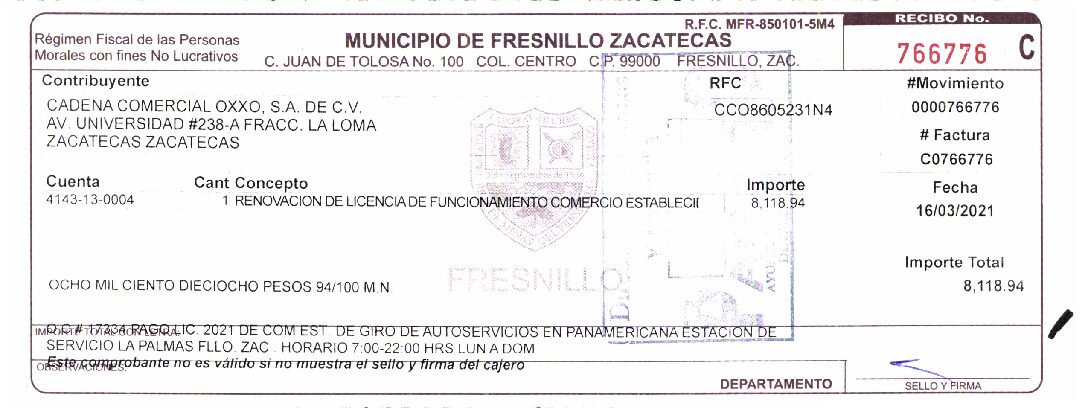 R.F.C. MFR-850101-5M4
RECIBO No.
Régimen Fiscal de las Personas
Morales con fines No Lucrativos
MUNICIPIO DE FRESNILLO ZACATECAS
C. JUAN DE TOLOSA No. 100 COL. CENTRO C.P. 99000 FRESNILLO, ZAC.
766776 C
Contribuyente
RFC
#Movimiento
CADENA COMERCIAL OXXO, S.A. DE C.V.
CCO8605231N4
0000766776
AV. UNIVERSIDAD #238-A FRACC. LA LOMA
ZACATECAS ZACATECAS
# Factura
C0766776
Cuenta
Cant Concepto
Importe
Fecha
4143-13-0004
1 RENOVACION DE LICENCIA DE FUNCIONAMIENTO COMERCIO ESTABLECII
8,118.94
16/03/2021
Importe Total
FRESNILLO
OCHO MIL CIENTO DIECIOCHO PESOS 94/100 M.N.
8,118.94
IMPORTE TOTAL CON LETRA
O.C.# 17334 PAGO LIC. 2021 DE COM EST. DE GIRO DE AUTOSERVICIOS EN PANAMERICANA ESTACION DE
SERVICIO LA PALMAS FLLO. ZAC . HORARIO 7:00-22:00 HRS LUN A DOM
Este comprobante no es válido si no muestra el sello y firma del cajero
OBSERVACIONES:
DEPARTAMENTO
SELLO Y FIRMA